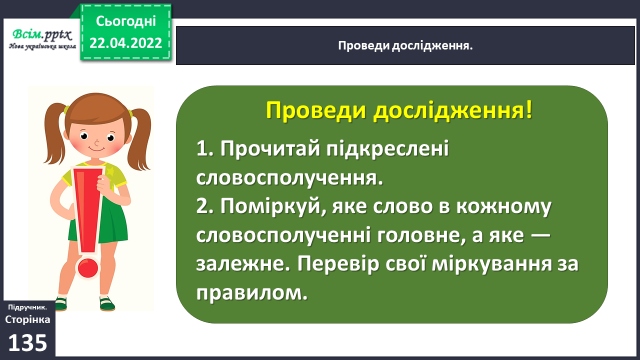 Всім.pptx
Нова українська школа
Сьогодні
22.04.2022
Проведи дослідження.
Проведи дослідження!
1. Прочитай підкреслені
словосполучення.
2. Поміркуй, яке слово в кожному
словосполученні головне, а яке —
залежне. Перевір свої міркування за
правилом.
Підручник.
Сторінка
135